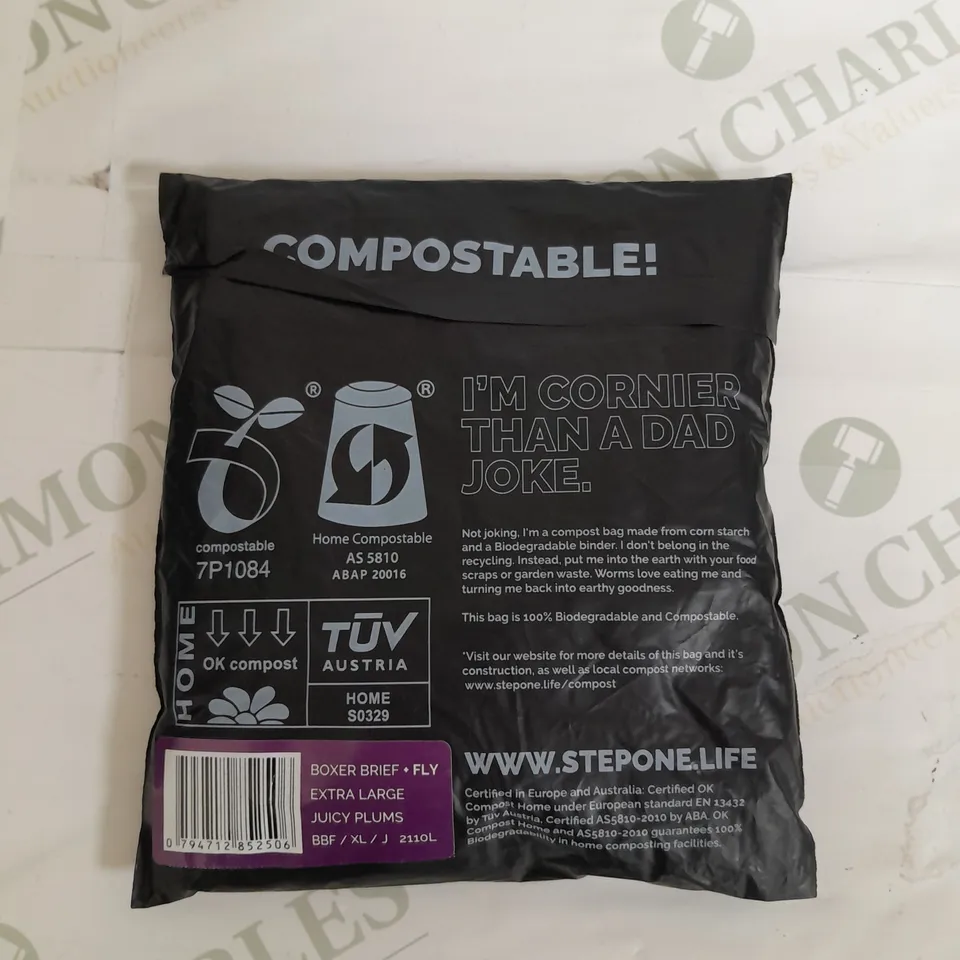 COMPOSTABLE!
®
®
compostable
7P1084
Home Compostable
AS 5810
ABAP 20016
I'M CORNIER
THAN A DAD
JOKE.
Not joking, I'm a compost bag made from corn starch
and a Biodegradable binder. I don't belong in the
recycling. Instead, put me into the earth with your food
scraps or garden waste. Worms love eating me and
turning me back into earthy goodness.
This bag is 100% Biodegradable and Compostable.
*Visit our website for more details of this bag and it's
construction, as well as local compost networks:
www.stepone.life/compost
HOME
OK compost
TÜV
AUSTRIA
HOME
S0329
BOXER BRIEF + FLY
EXTRA LARGE
JUICY PLUMS
BBF / XL / J 2110L
0 794712 852506
WWW.STEPONE.LIFE
Certified in Europe and Australia: Certified OK
Compost Home under European standard EN 13432
by Tuv Austria. Certified AS5810-2010 by ABA. OK
Compost Home and AS5810-2010 guarantees 100%
Biodegradability in home composting facilities.